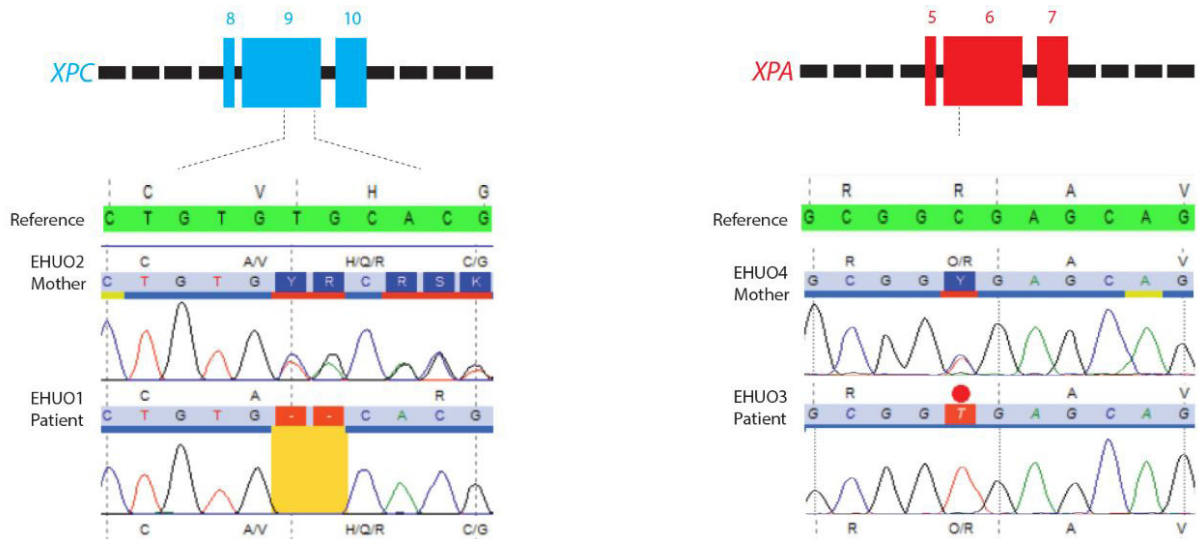 8 9 10
XPC
C V H G
Reference C T G T G T G C A C G
EHUO2 C A/V H/Q/R C/G
Mother C T G T G Y R C R S K
EHUO1 C A R
Patient C T G T G - - C A C G
C A/V H/Q/R C/G
5 6 7
XPA
R R A V
Reference G C G G C G A G C A G
EHUO4 R O/R A V
Mother G C G G Y G A G C A G
EHUO3 R A V
Patient G C G G T G A G C A G
R O/R A V